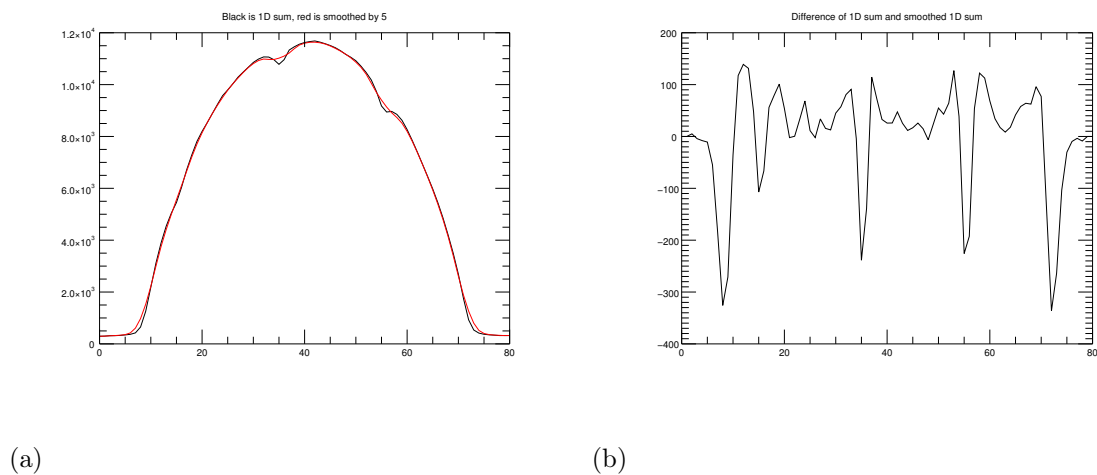 Black is 1D sum, red is smoothed by 5
1.2×10⁴
1.0×10⁴
8.0×10³
6.0×10³
4.0×10³
2.0×10³
0
0 20 40 60 80
(a)
Difference of 1D sum and smoothed 1D sum
200
100
0
−100
−200
−300
−400
0 20 40 60 80
(b)